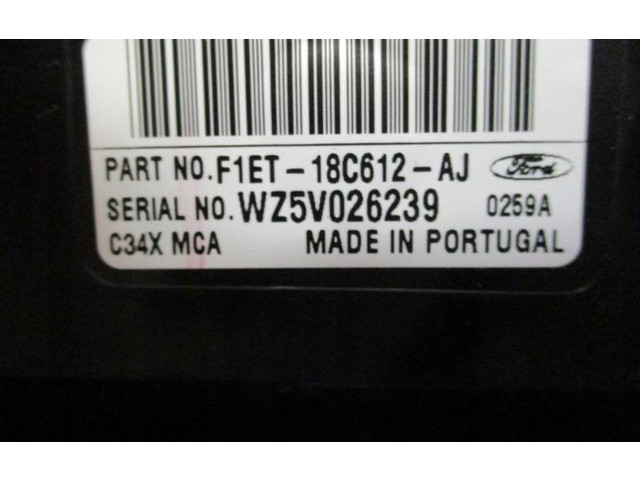 PART NO. F1ET-18C612-AJ Ford
SERIAL NO. WZ5V026239 0259A
C34X MCA MADE IN PORTUGAL